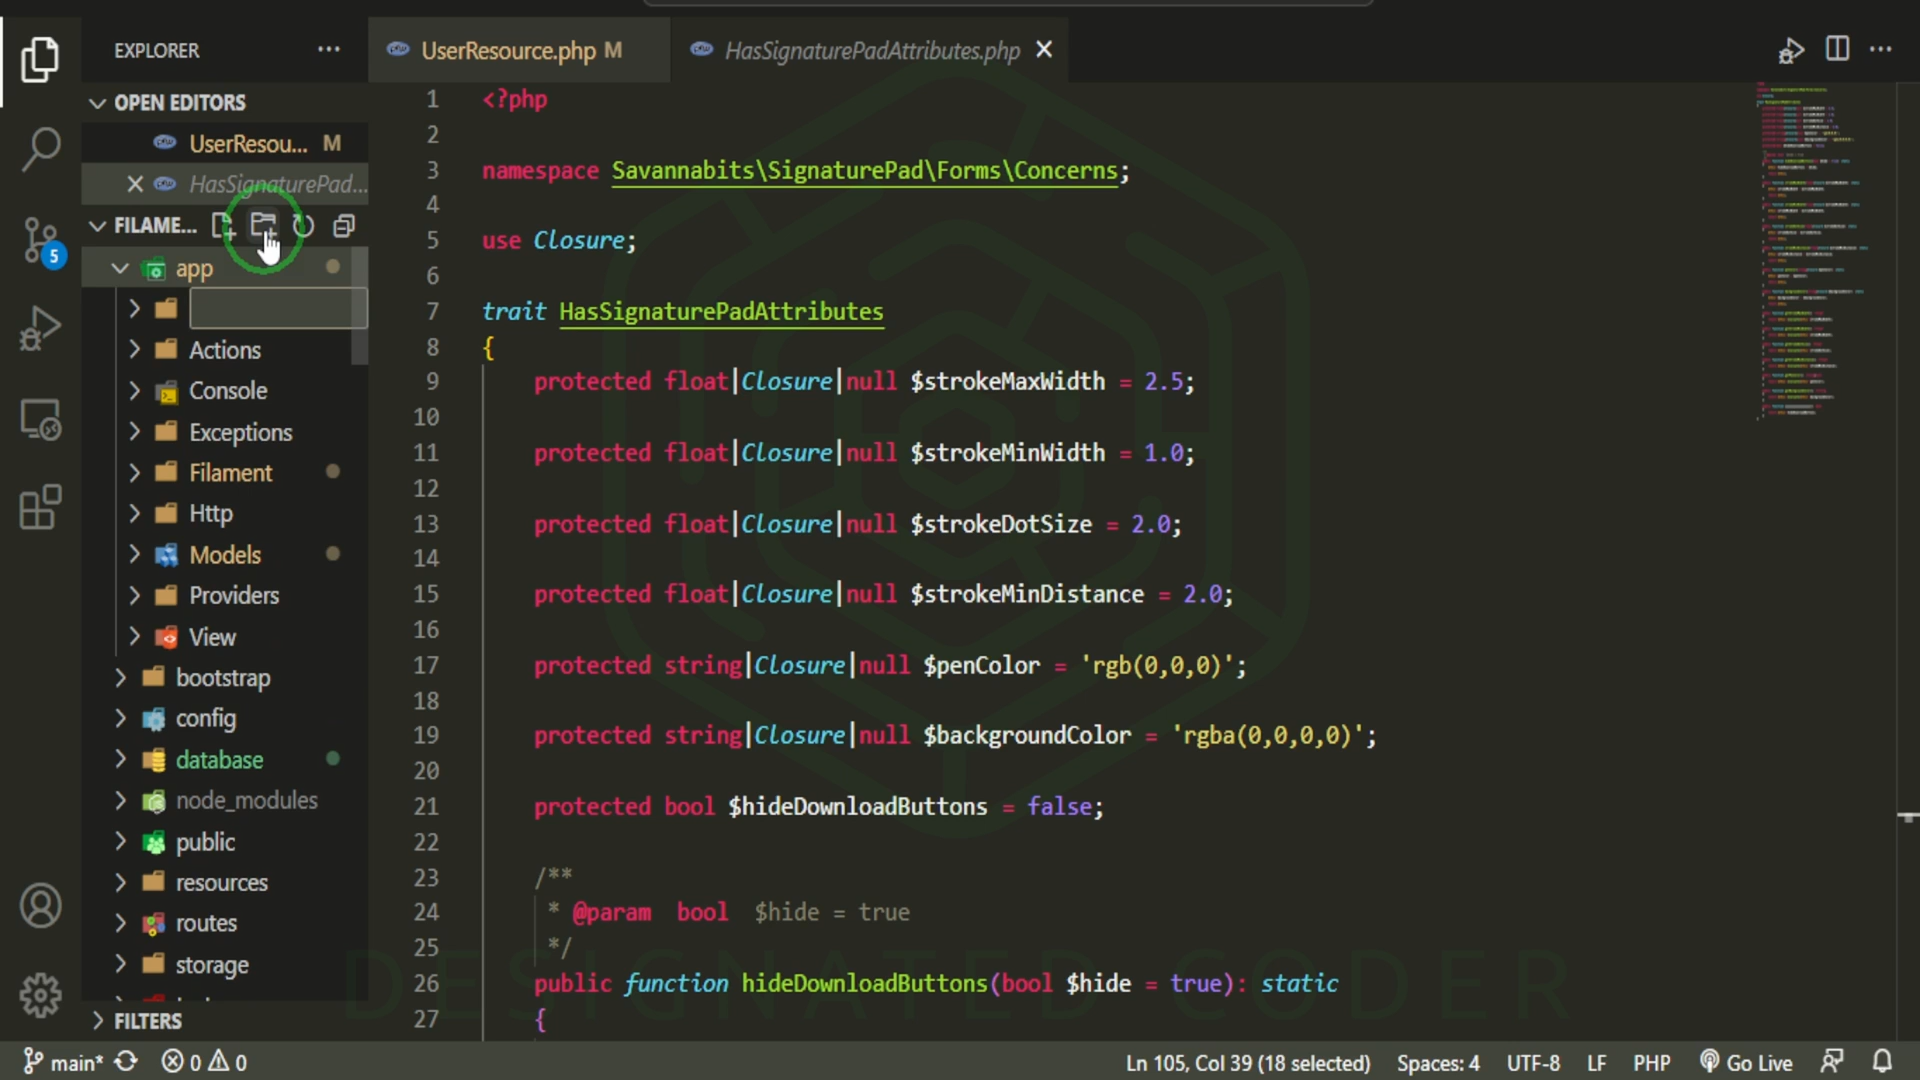 EXPLORER ···
UserResource.php M
HasSignaturePadAttributes.php
OPEN EDITORS
UserResou... M
HasSignaturePad...
FILAME...
app
Actions
Console
Exceptions
Filament
Http
Models
Providers
View
bootstrap
config
database
node_modules
public
resources
routes
storage
FILTERS
5
1 <?php
2
3 namespace Savannabits\SignaturePad\Forms\Concerns;
4
5 use Closure;
6
7 trait HasSignaturePadAttributes
8 {
9 protected float|Closure|null $strokeMaxWidth = 2.5;
10
11 protected float|Closure|null $strokeMinWidth = 1.0;
12
13 protected float|Closure|null $strokeDotSize = 2.0;
14
15 protected float|Closure|null $strokeMinDistance = 2.0;
16
17 protected string|Closure|null $penColor = 'rgb(0,0,0)';
18
19 protected string|Closure|null $backgroundColor = 'rgba(0,0,0,0)';
20
21 protected bool $hideDownloadButtons = false;
22
23 /**
24 * @param bool $hide = true
25 */
26 public function hideDownloadButtons(bool $hide = true): static
27 {
DESIGNATED CODER
main* 0 0 Ln 105, Col 39 (18 selected) Spaces: 4 UTF-8 LF PHP Go Live